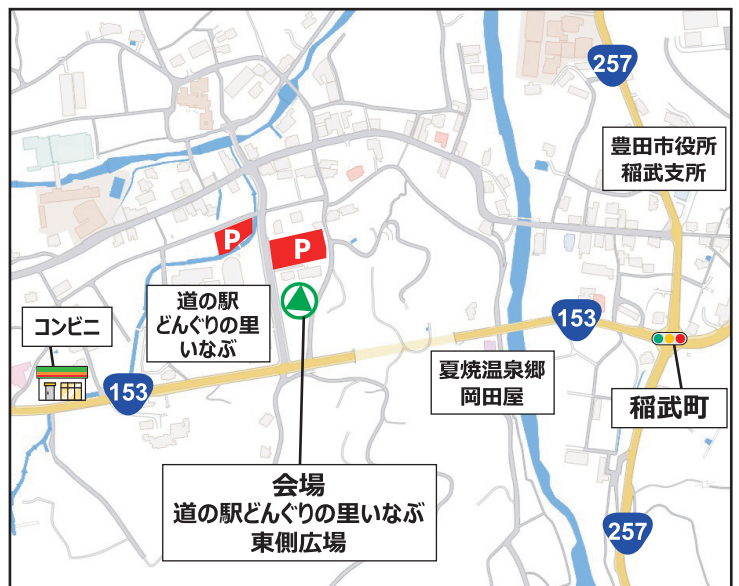 257
豊田市役所
稲武支所
P
P
道の駅
どんぐりの里
いなぶ
コンビニ
153
153
夏焼温泉郷
岡田屋
稲武町
会場
道の駅どんぐりの里いなぶ
東側広場
257